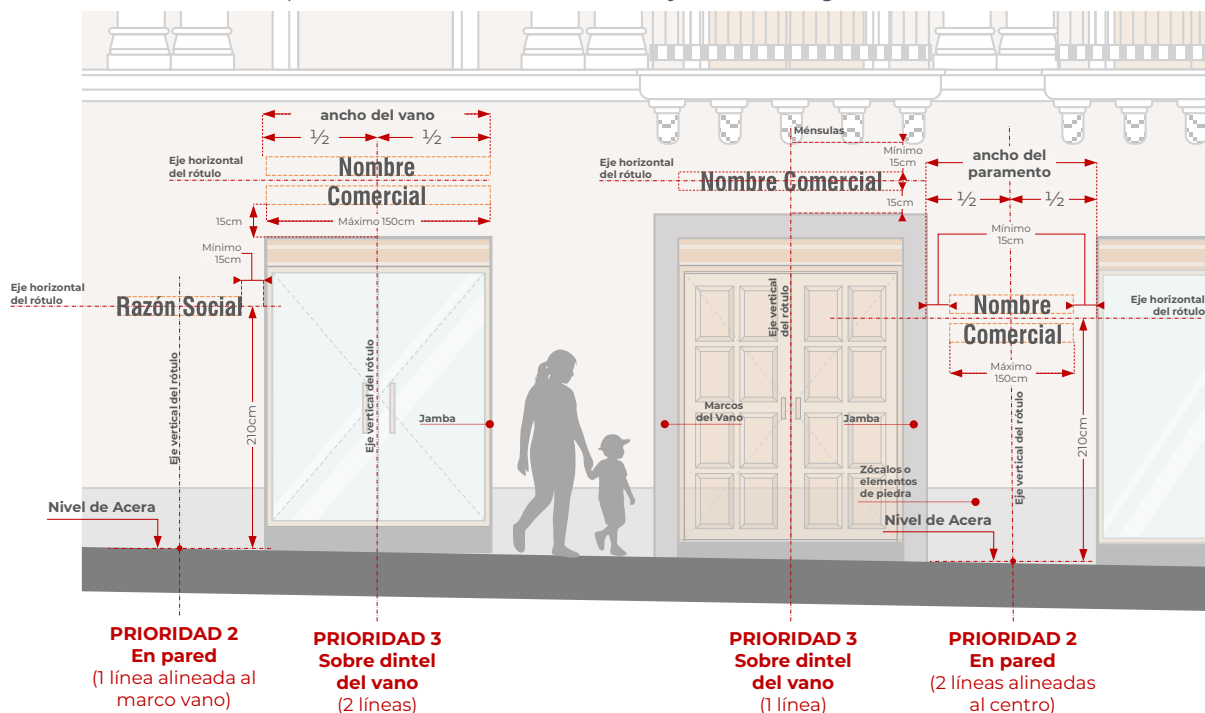 ancho del vano
½ ½
Eje horizontal
del rótulo
Nombre
Comercial
15cm
Máximo 150cm
Mínimo
15cm
Eje horizontal
del rótulo
Razón Social
Eje vertical del rótulo
210cm
Eje vertical del rótulo
Jamba
Nivel de Acera
Ménsulas
Mínimo
15cm
Eje horizontal
del rótulo
Nombre Comercial
15cm
Eje vertical
del rótulo
Marcos
del Vano
Jamba
ancho del
paramento
½ ½
Mínimo
15cm
Nombre
Comercial
Eje horizontal
del rótulo
Máximo
150cm
Eje vertical del rótulo
210cm
Zócalos o
elementos
de piedra
Nivel de Acera
PRIORIDAD 2
En pared
(1 línea alineada al
marco vano)
PRIORIDAD 3
Sobre dintel
del vano
(2 líneas)
PRIORIDAD 3
Sobre dintel
del vano
(1 línea)
PRIORIDAD 2
En pared
(2 líneas alineadas
al centro)